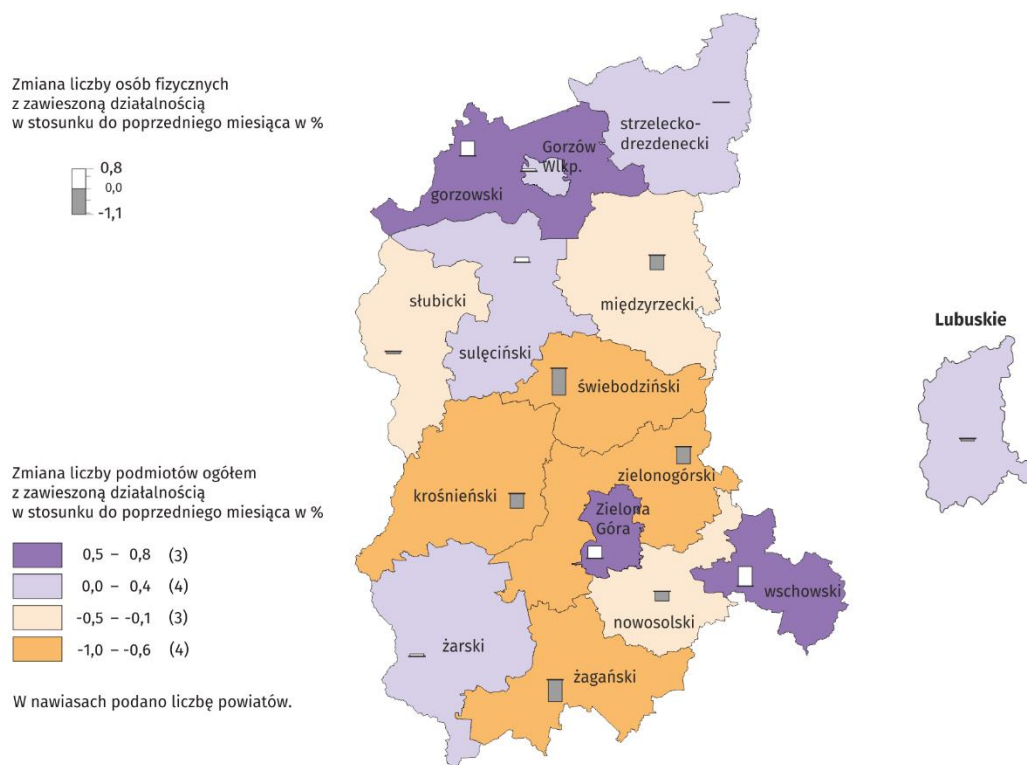 Zmiana liczby osób fizycznych
z zawieszoną działalnością
w stosunku do poprzedniego miesiąca w %
0,8
0,0
-1,1
strzelecko-
drezdenecki
Gorzów
Wlkp.
gorzowski
słubicki
międzyrzecki
sulęciński
świebodziński
Lubuskie
Zmiana liczby podmiotów ogółem
z zawieszoną działalnością
w stosunku do poprzedniego miesiąca w %
0,5 – 0,8 (3)
0,0 – 0,4 (4)
-0,5 – -0,1 (3)
-1,0 – -0,6 (4)
W nawiasach podano liczbę powiatów.
krośnieński
zielonogórski
Zielona
Góra
wschowski
nowosolski
żarski
żagański